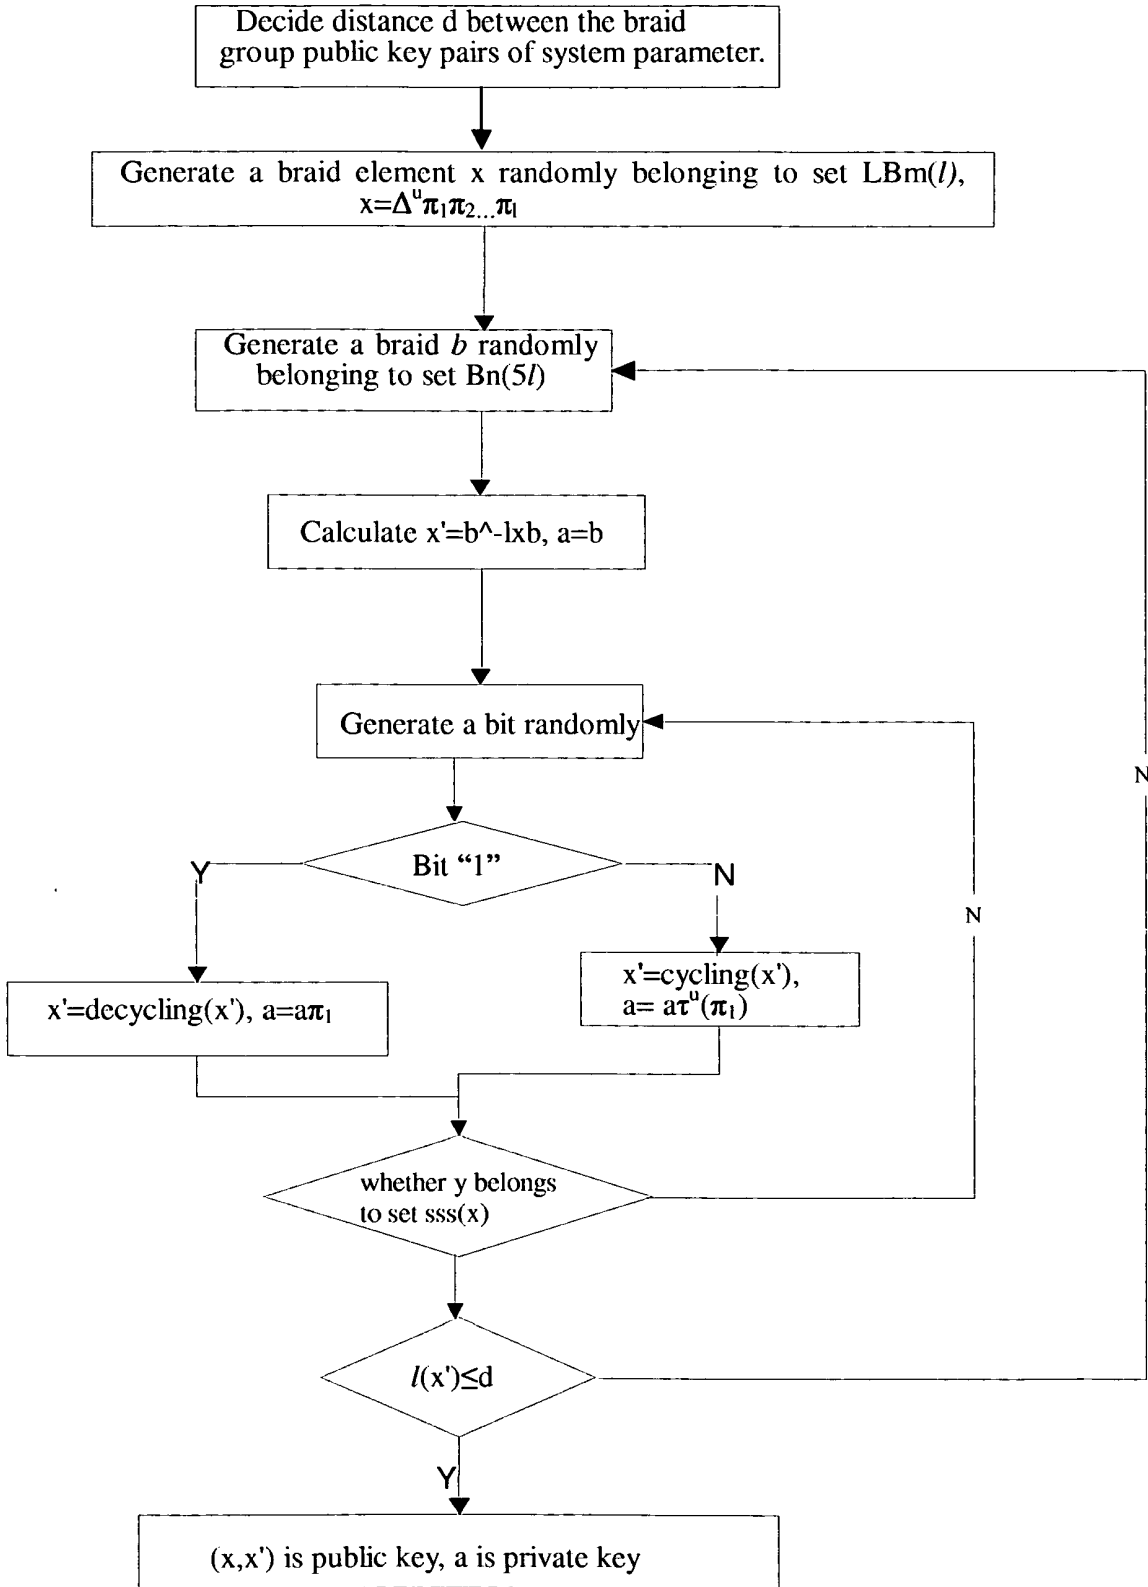 Decide distance d between the braid
group public key pairs of system parameter.
Generate a braid element x randomly belonging to set LBm(l),
x=Δᵘπ₁π₂...πₗ
Generate a braid b randomly
belonging to set Bn(5l)
Calculate x'=b^-lxb, a=b
Generate a bit randomly
Bit “1”
Y
N
x'=decycling(x'), a=aπ₁
x'=cycling(x'),
a= aτᵘ(π₁)
N
N
whether y belongs
to set sss(x)
l(x')≤d
Y
(x,x') is public key, a is private key